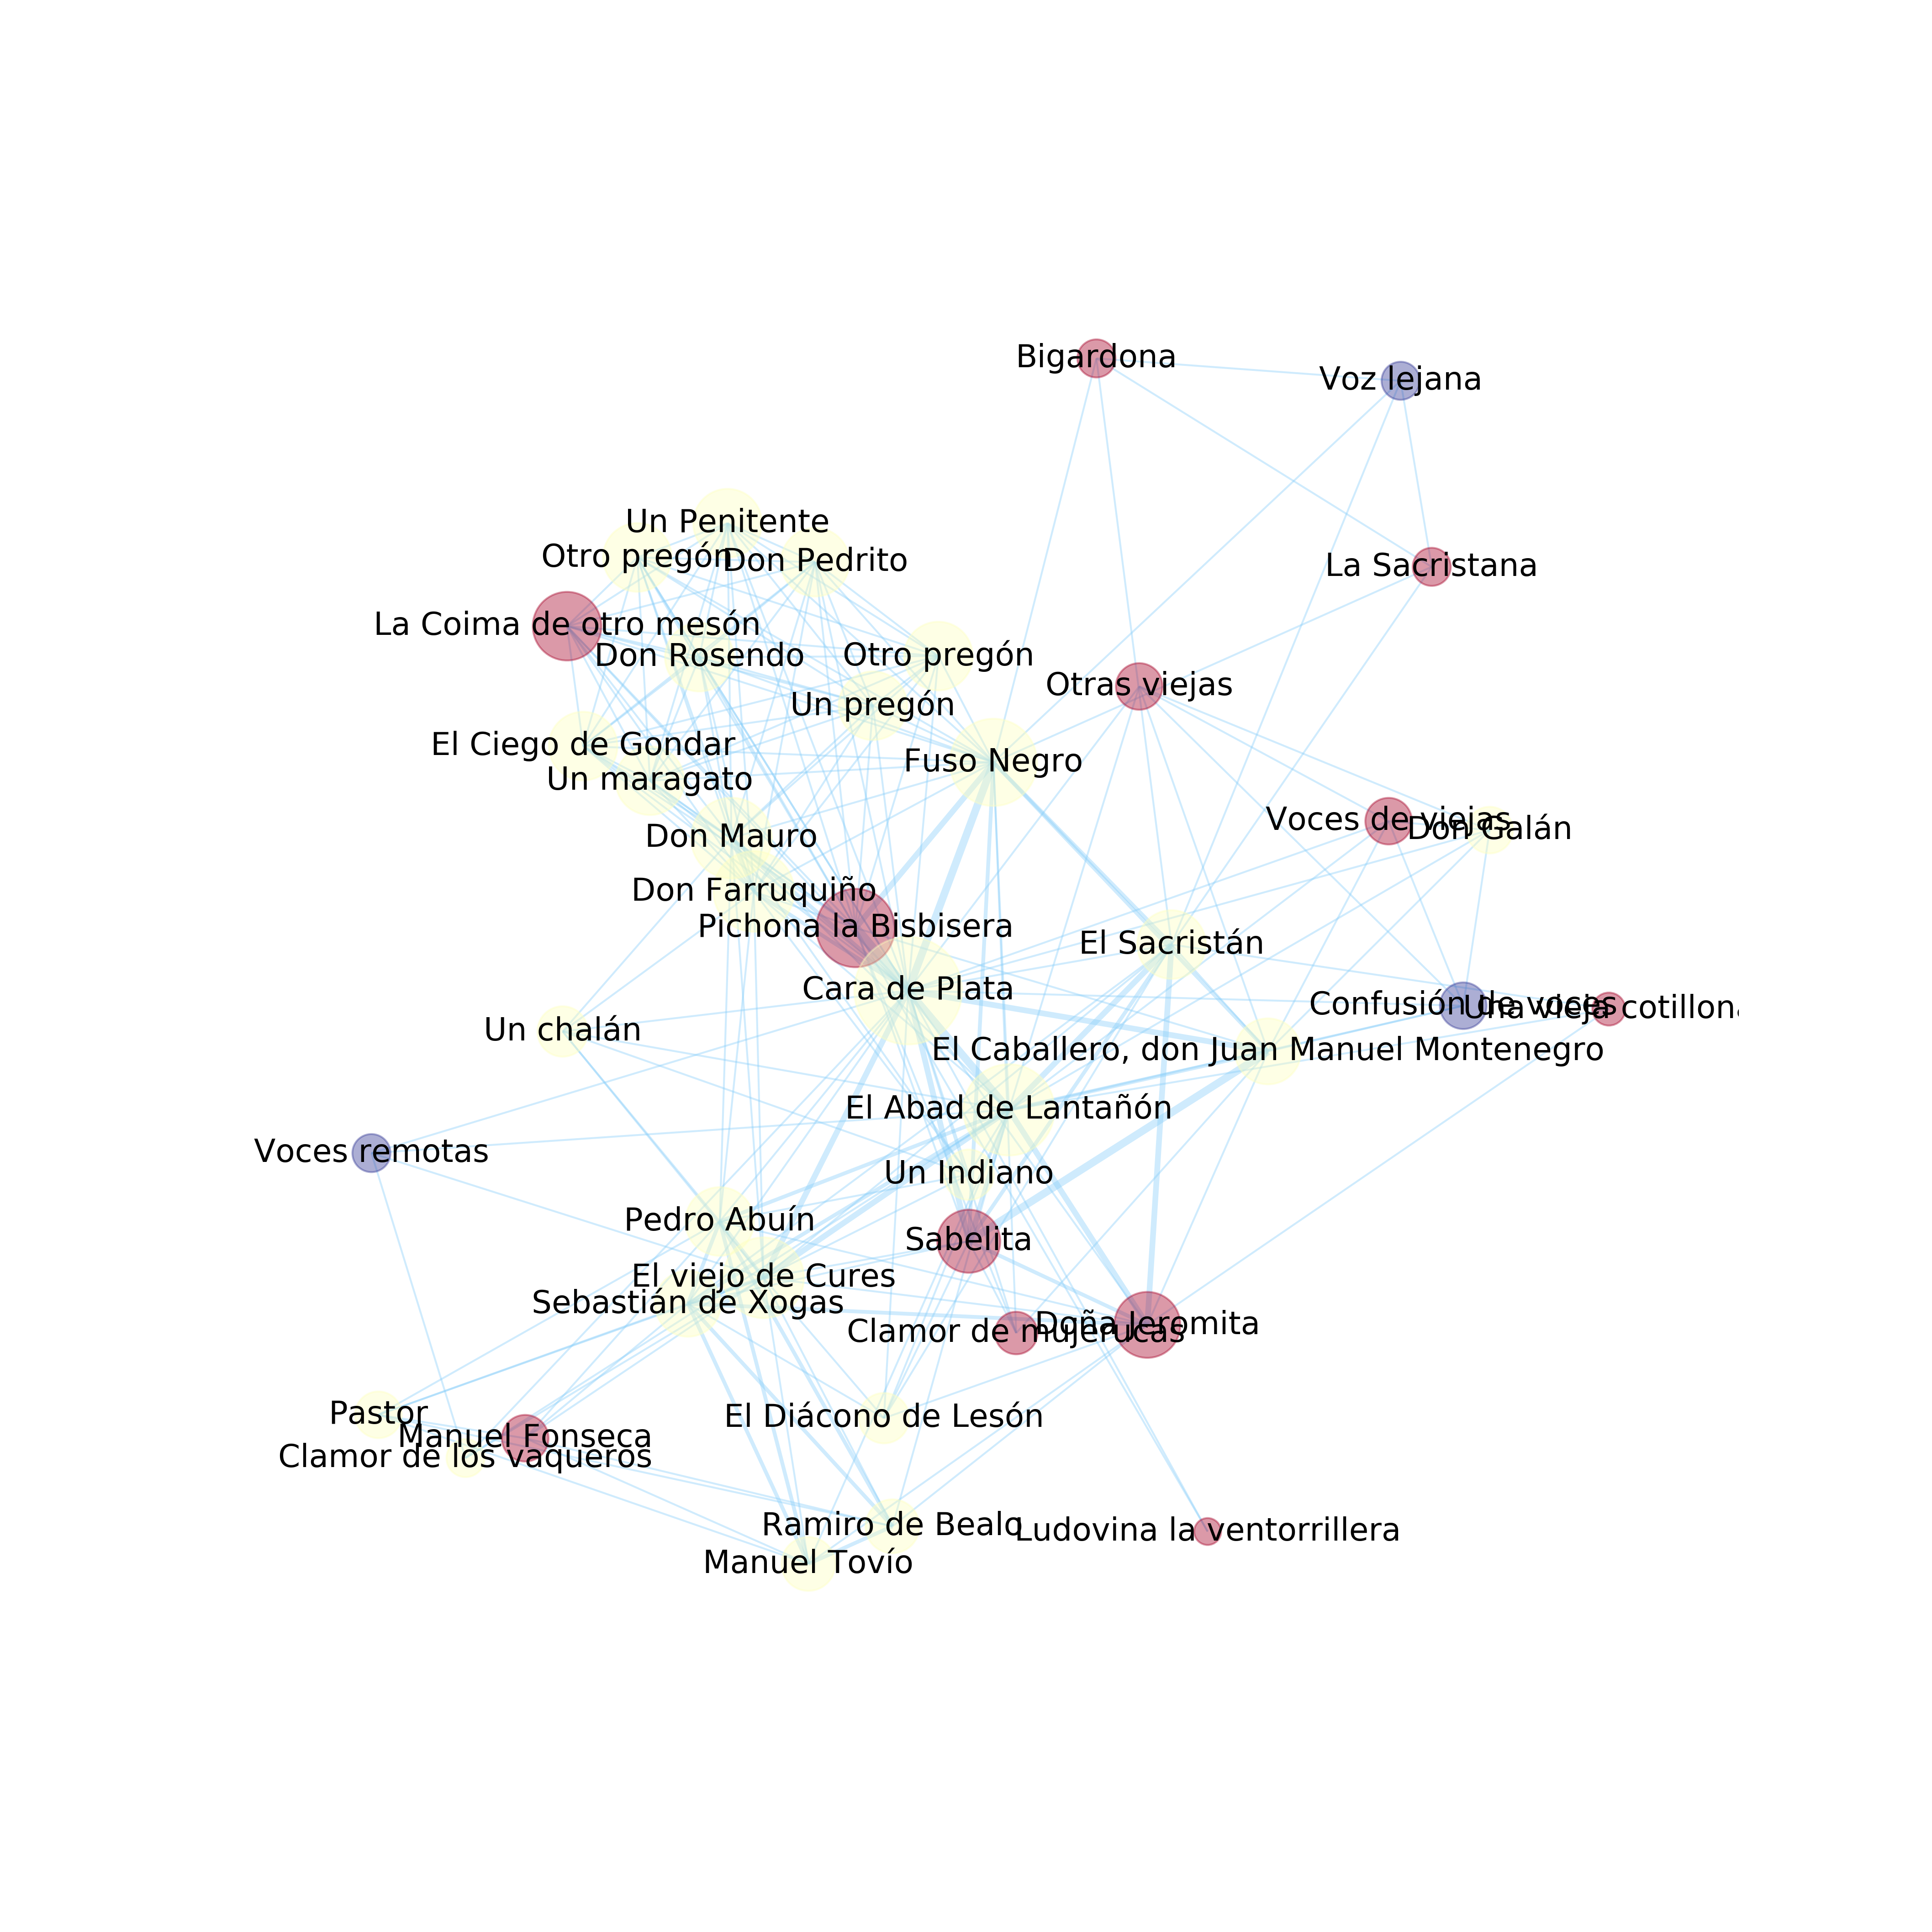 Bigardona
Voz lejana
Un Penitente
Otro pregón
Don Pedrito
La Sacristana
La Coima de otro mesón
Don Rosendo
Otro pregón
Otras viejas
Un pregón
El Ciego de Gondar
Fuso Negro
Un maragato
Voces de viejas
Don Galán
Don Mauro
Don Farruquiño
Pichona la Bisbisera
El Sacristán
Cara de Plata
Confusión de voces
Una vieja cotillona
Un chalán
El Caballero, don Juan Manuel Montenegro
El Abad de Lantañón
Voces remotas
Un Indiano
Pedro Abuín
Sabelita
El viejo de Cures
Sebastián de Xogas
Doña Jeromita
Clamor de mujerucas
Pastor
El Diácono de Lesón
Manuel Fonseca
Clamor de los vaqueros
Ramiro de Bealo
Ludovina la ventorrillera
Manuel Tovío